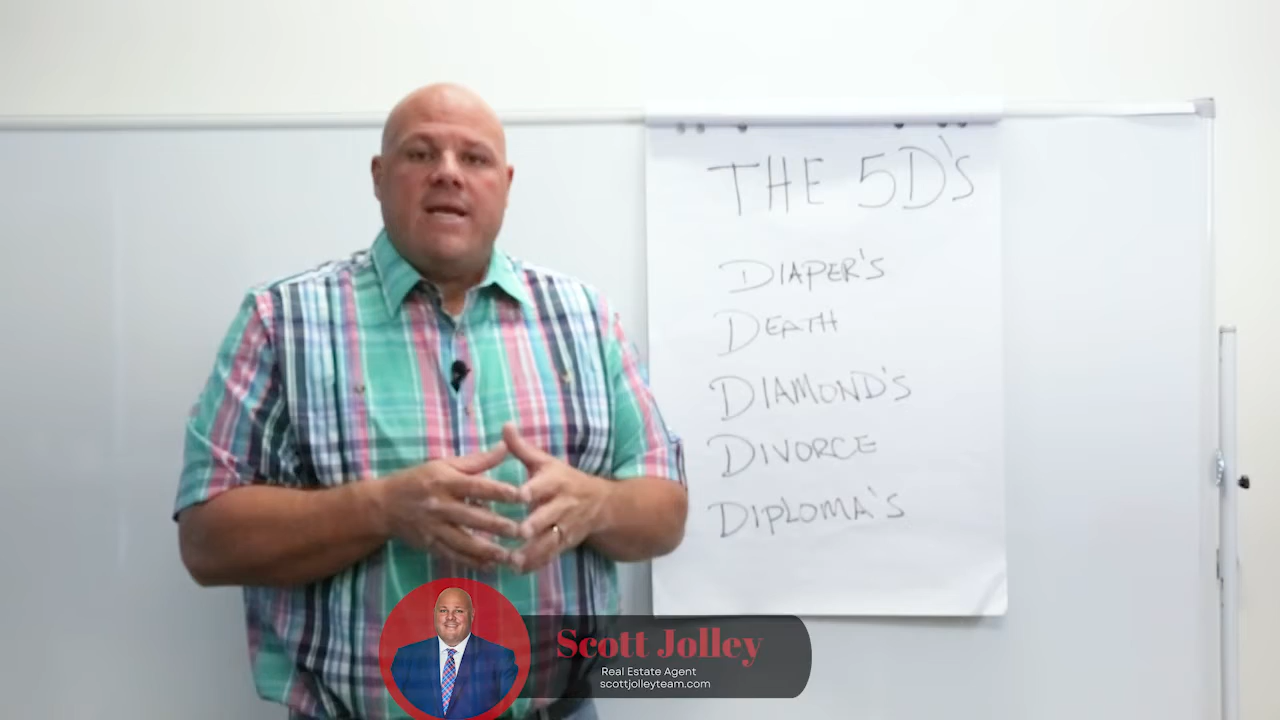 THE 5D'S
DIAPER'S
DEATH
DIAMOND'S
DIVORCE
DIPLOMA'S
Scott Jolley
Real Estate Agent
scottjolleyteam.com